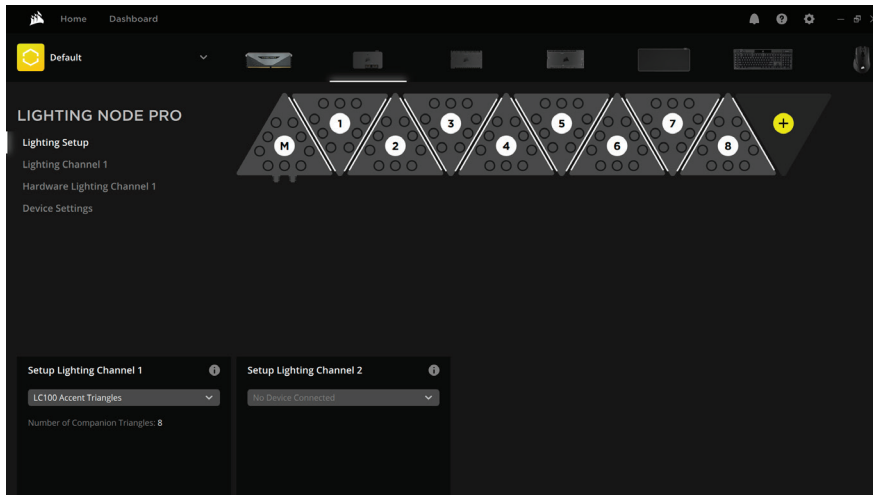 Home Dashboard
Default
LIGHTING NODE PRO
Lighting Setup
Lighting Channel 1
Hardware Lighting Channel 1
Device Settings
M 1 2 3 4 5 6 7 8 +
Setup Lighting Channel 1
LC100 Accent Triangles
Number of Companion Triangles: 8
Setup Lighting Channel 2
No Device Connected